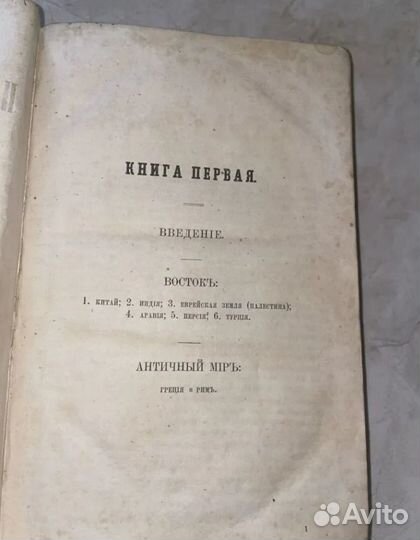 КНИГА ПЕРВАЯ.
ВВЕДЕНІЕ.
ВОСТОКЪ:
1. КИТАЙ; 2. ИНДІЯ; 3. ЕВРЕЙСКАЯ ЗЕМЛЯ (ПАЛЕСТИНА);
4. АРАВІЯ; 5. ПЕРСІЯ; 6. ТУРЦІЯ.
АНТИЧНЫЙ МІРЪ:
ГРЕЦІЯ и РИМЪ.
1
Avito